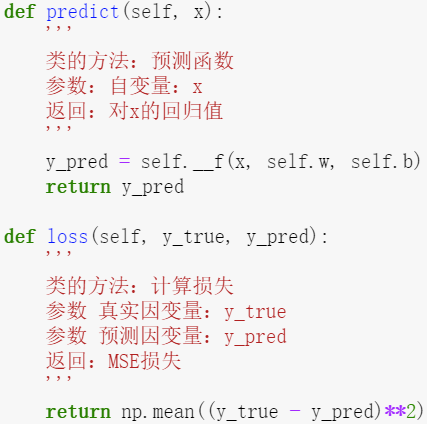 def predict(self, x):
    '''
    类的方法：预测函数
    参数：自变量：x
    返回：对x的回归值
    '''
    y_pred = self.__f(x, self.w, self.b)
    return y_pred
def loss(self, y_true, y_pred):
    '''
    类的方法：计算损失
    参数 真实因变量：y_true
    参数 预测因变量：y_pred
    返回：MSE损失
    '''
    return np.mean((y_true - y_pred)**2)